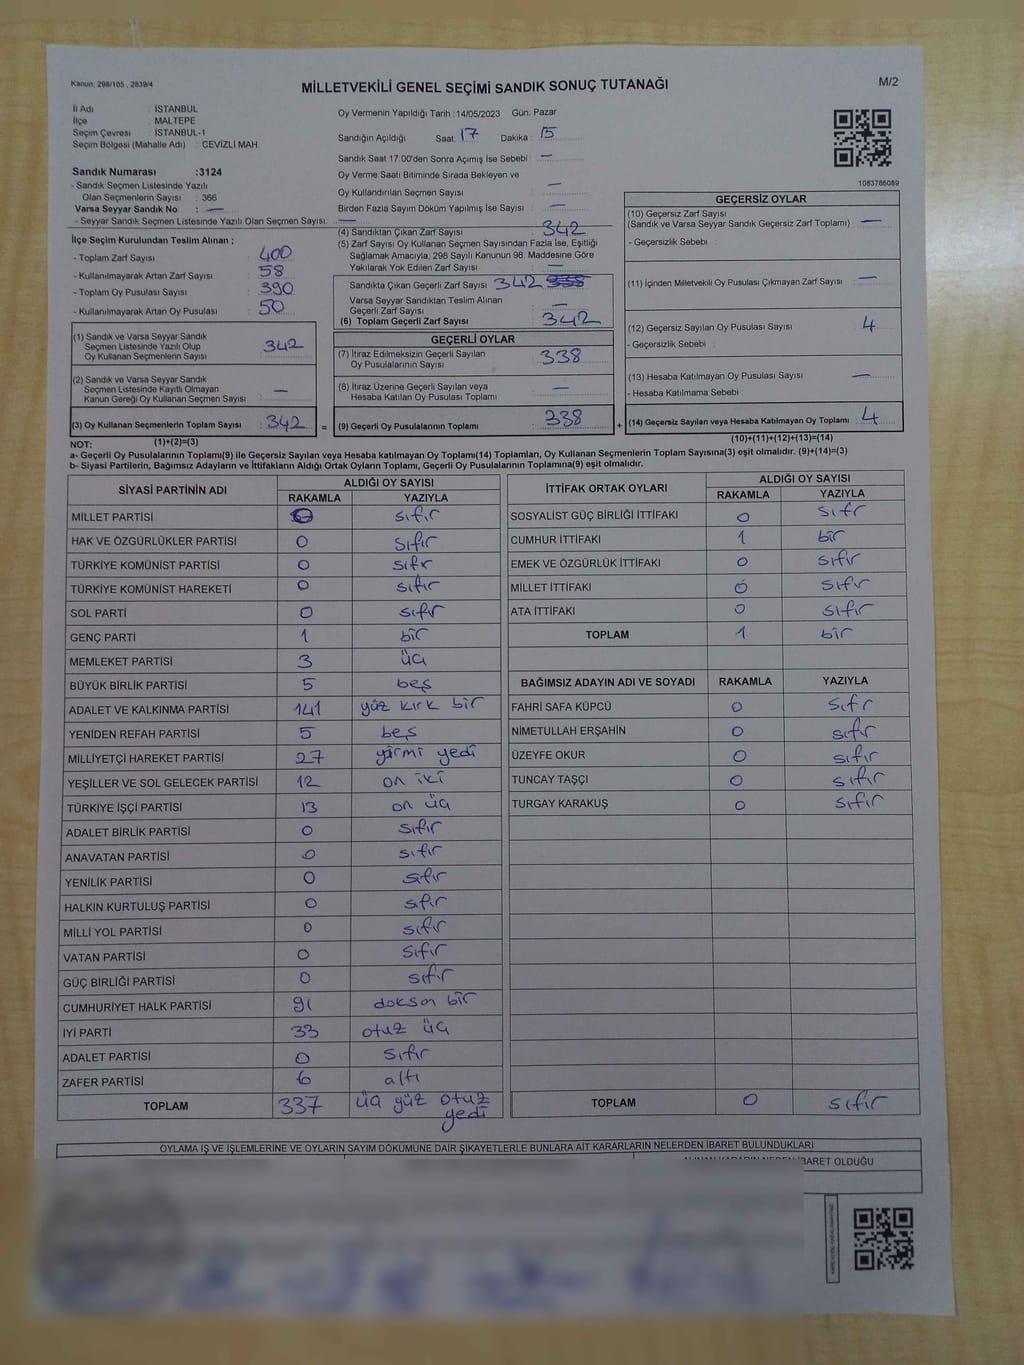 Kanun: 298/105 , 2839/4
MİLLETVEKİLİ GENEL SEÇİMİ SANDIK SONUÇ TUTANAĞI
M/2
İl Adı : İSTANBUL
İlçe : MALTEPE
Seçim Çevresi : İSTANBUL-1
Seçim Bölgesi (Mahalle Adı) : CEVİZLİ MAH.
Oy Vermenin Yapıldığı Tarih : 14/05/2023 Gün: Pazar
Sandığın Açıldığı Saat: 17 Dakika : 15
Sandık Saat 17.00'den Sonra Açılmış İse Sebebi : —
Oy Verme Saati Bitiminde Sırada Bekleyen ve
Oy Kullandırılan Seçmen Sayısı : —
Birden Fazla Sayım Döküm Yapılmış İse Sayısı : —
1083786089
Sandık Numarası :3124
- Sandık Seçmen Listesinde Yazılı
Olan Seçmenlerin Sayısı : 366
Varsa Seyyar Sandık No : —
- Seyyar Sandık Seçmen Listesinde Yazılı Olan Seçmen Sayısı: —
İlçe Seçim Kurulundan Teslim Alınan ;
- Toplam Zarf Sayısı : 400
- Kullanılmayarak Artan Zarf Sayısı : 58
- Toplam Oy Pusulası Sayısı : 390
- Kullanılmayarak Artan Oy Pusulası : 50
(1) Sandık ve Varsa Seyyar Sandık
Seçmen Listesinde Yazılı Olup
Oy Kullanan Seçmenlerin Sayısı : 342
(2) Sandık ve Varsa Seyyar Sandık
Seçmen Listesinde Kayıtlı Olmayan
Kanun Gereği Oy Kullanan Seçmen Sayısı : —
(3) Oy Kullanan Seçmenlerin Toplam Sayısı : 342
(4) Sandıktan Çıkan Zarf Sayısı : 342
(5) Zarf Sayısı Oy Kullanan Seçmen Sayısından Fazla İse, Eşitliği
Sağlamak Amacıyla; 298 Sayılı Kanunun 98. Maddesine Göre
Yakılarak Yok Edilen Zarf Sayısı : —
Sandıkta Çıkan Geçerli Zarf Sayısı : 342 338
Varsa Seyyar Sandıktan Teslim Alınan
Geçerli Zarf Sayısı : —
(6) Toplam Geçerli Zarf Sayısı : 342
GEÇERLİ OYLAR
(7) İtiraz Edilmeksizin Geçerli Sayılan
Oy Pusulalarının Sayısı : 338
(8) İtiraz Üzerine Geçerli Sayılan veya
Hesaba Katılan Oy Pusulası Toplamı : —
= (9) Geçerli Oy Pusulalarının Toplamı : 338
GEÇERSİZ OYLAR
(10) Geçersiz Zarf Sayısı
(Sandık ve Varsa Seyyar Sandık Geçersiz Zarf Toplamı) : —
- Geçersizlik Sebebi :
(11) İçinden Milletvekili Oy Pusulası Çıkmayan Zarf Sayısı : —
(12) Geçersiz Sayılan Oy Pusulası Sayısı : 4
- Geçersizlik Sebebi :
(13) Hesaba Katılmayan Oy Pusulası Sayısı : —
- Hesaba Katılmama Sebebi :
+ (14) Geçersiz Sayılan veya Hesaba Katılmayan Oy Toplamı : 4
NOT: (1)+(2)=(3)
(10)+(11)+(12)+(13)=(14)
a- Geçerli Oy Pusulalarının Toplamı(9) ile Geçersiz Sayılan veya Hesaba Katılmayan Oy Toplamı(14) Toplamları, Oy Kullanan Seçmenlerin Toplam Sayısına(3) eşit olmalıdır. (9)+(14)=(3)
b- Siyasi Partilerin, Bağımsız Adayların ve İttifakların Aldığı Ortak Oyların Toplamı, Geçerli Oy Pusulalarının Toplamına(9) eşit olmalıdır.
SİYASİ PARTİNİN ADI ALDIĞI OY SAYISI
RAKAMLA YAZIYLA
MİLLET PARTİSİ 0 sıfır
HAK VE ÖZGÜRLÜKLER PARTİSİ 0 sıfır
TÜRKİYE KOMÜNİST PARTİSİ 0 sıfır
TÜRKİYE KOMÜNİST HAREKETİ 0 sıfır
SOL PARTİ 0 sıfır
GENÇ PARTİ 1 bir
MEMLEKET PARTİSİ 3 üç
BÜYÜK BİRLİK PARTİSİ 5 beş
ADALET VE KALKINMA PARTİSİ 141 yüz kırk bir
YENİDEN REFAH PARTİSİ 5 beş
MİLLİYETÇİ HAREKET PARTİSİ 27 yirmi yedi
YEŞİLLER VE SOL GELECEK PARTİSİ 12 on iki
TÜRKİYE İŞÇİ PARTİSİ 13 on üç
ADALET BİRLİK PARTİSİ 0 sıfır
ANAVATAN PARTİSİ 0 sıfır
YENİLİK PARTİSİ 0 sıfır
HALKIN KURTULUŞ PARTİSİ 0 sıfır
MİLLİ YOL PARTİSİ 0 sıfır
VATAN PARTİSİ 0 sıfır
GÜÇ BİRLİĞİ PARTİSİ 0 sıfır
CUMHURİYET HALK PARTİSİ 91 doksan bir
İYİ PARTİ 33 otuz üç
ADALET PARTİSİ 0 sıfır
ZAFER PARTİSİ 6 altı
TOPLAM 337 üç yüz otuz
yedi
İTTİFAK ORTAK OYLARI ALDIĞI OY SAYISI
RAKAMLA YAZIYLA
SOSYALİST GÜÇ BİRLİĞİ İTTİFAKI 0 sıfır
CUMHUR İTTİFAKI 1 bir
EMEK VE ÖZGÜRLÜK İTTİFAKI 0 sıfır
MİLLET İTTİFAKI 0 sıfır
ATA İTTİFAKI 0 sıfır
TOPLAM 1 bir
BAĞIMSIZ ADAYIN ADI VE SOYADI RAKAMLA YAZIYLA
FAHRİ SAFA KÜPCÜ 0 sıfır
NİMETULLAH ERŞAHİN 0 sıfır
ÜZEYFE OKUR 0 sıfır
TUNCAY TAŞÇI 0 sıfır
TURGAY KARAKUŞ 0 sıfır
TOPLAM 0 sıfır
OYLAMA İŞ VE İŞLEMLERİNE VE OYLARIN SAYIM DÖKÜMÜNE DAİR ŞİKAYETLERLE BUNLARA AİT KARARLARIN NELERDEN İBARET BULUNDUKLARI
İBARET OLDUĞU